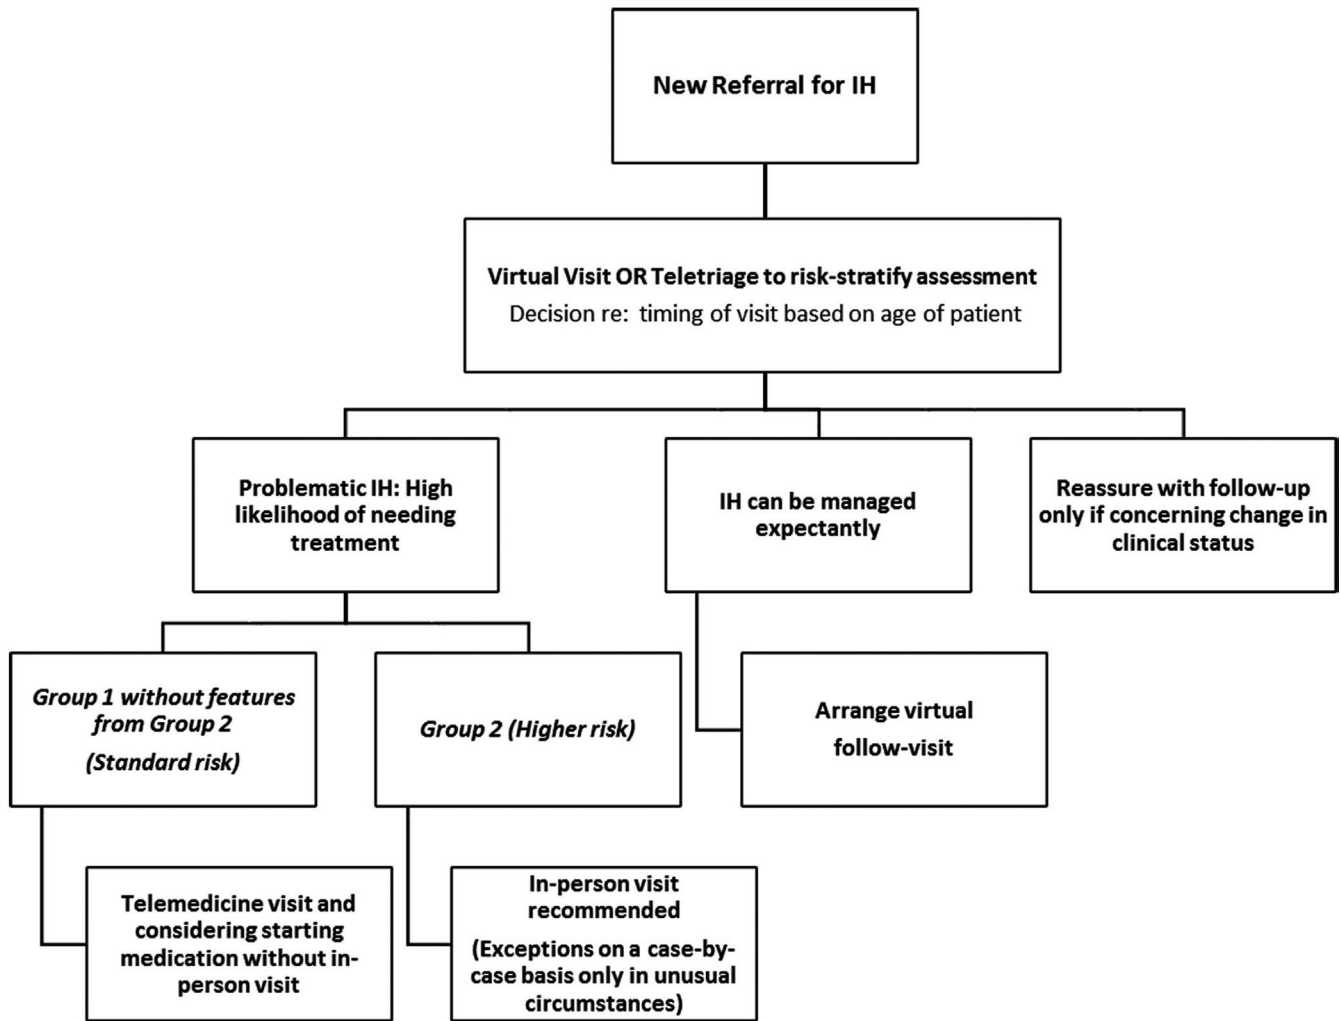 New Referral for IH
Virtual Visit OR Teletriage to risk-stratify assessment
Decision re:  timing of visit based on age of patient
Problematic IH: High
likelihood of needing
treatment
IH can be managed
expectantly
Reassure with follow-up
only if concerning change in
clinical status
Group 1 without features
from Group 2
(Standard risk)
Group 2 (Higher risk)
Arrange virtual
follow-visit
Telemedicine visit and
considering starting
medication without in-
person visit
In-person visit
recommended
(Exceptions on a case-by-
case basis only in unusual
circumstances)